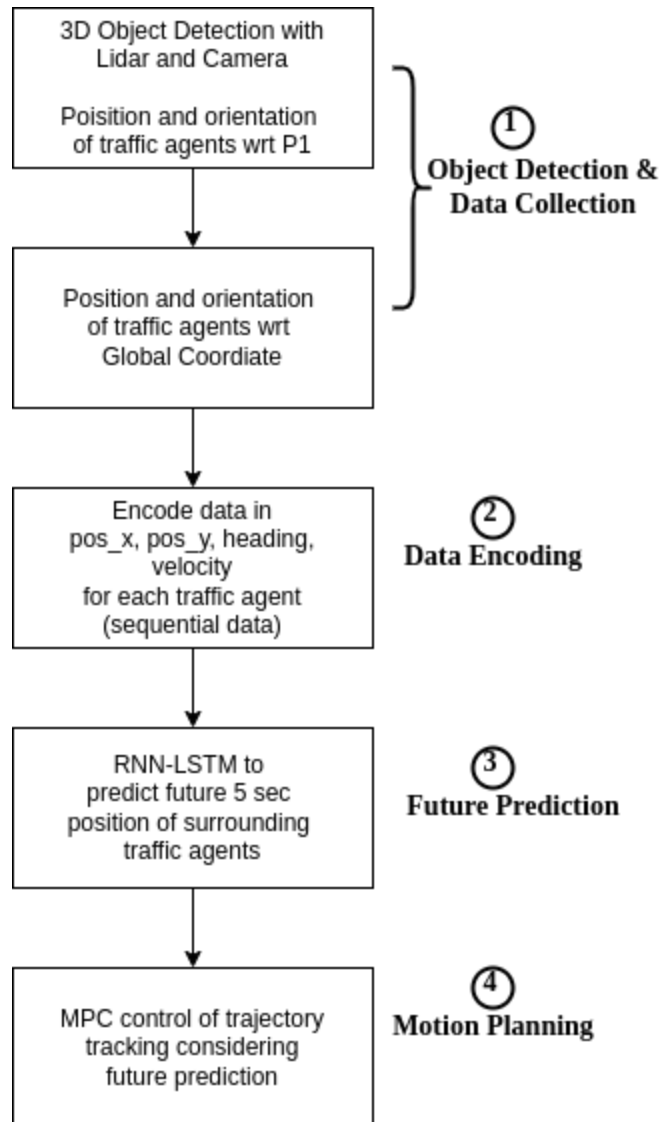 3D Object Detection with
Lidar and Camera
Poisition and orientation
of traffic agents wrt P1
1
Object Detection &
Data Collection
Position and orientation
of traffic agents wrt
Global Coordiate
Encode data in
pos_x, pos_y, heading,
velocity
for each traffic agent
(sequential data)
2
Data Encoding
RNN-LSTM to
predict future 5 sec
position of surrounding
traffic agents
3
Future Prediction
MPC control of trajectory
tracking considering
future prediction
4
Motion Planning